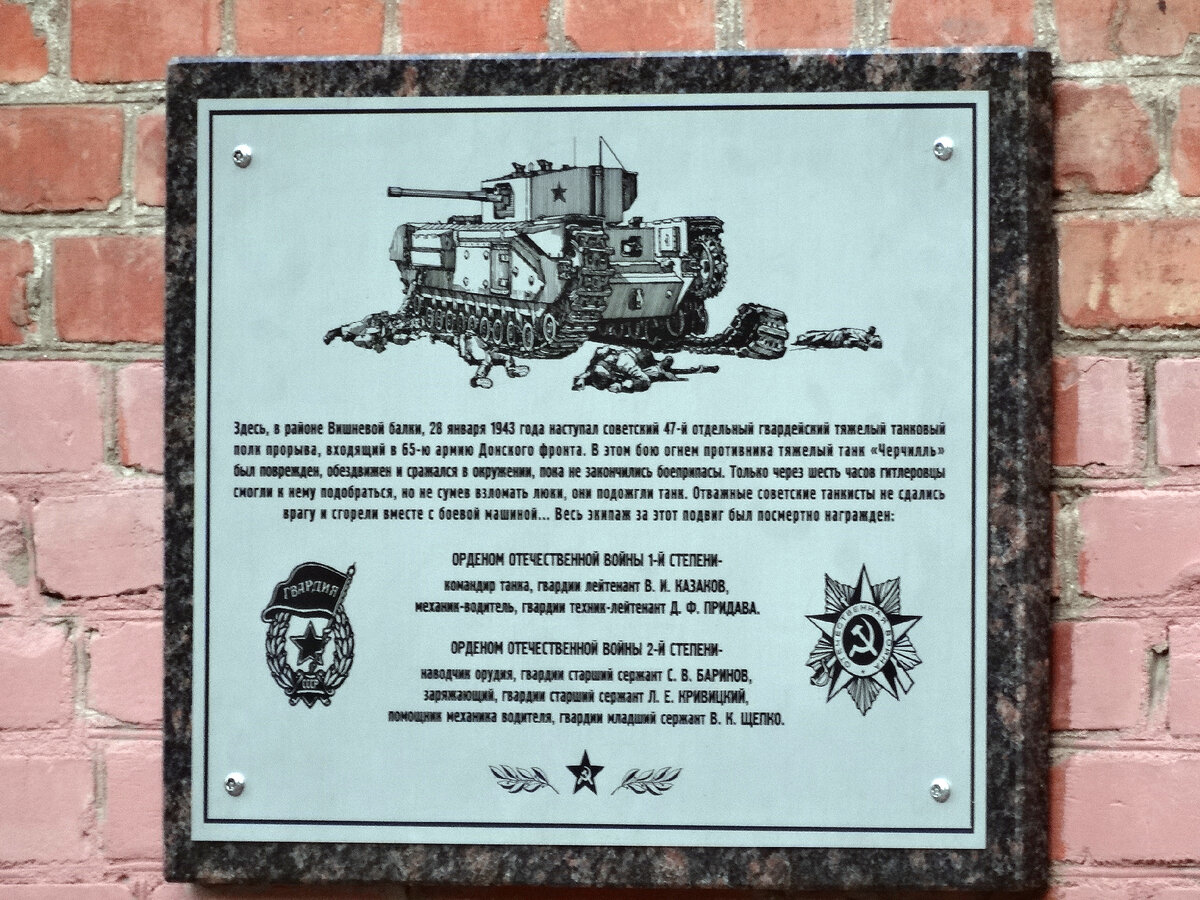 Здесь, в районе Вишневой балки, 28 января 1943 года наступал советский 47-й отдельный гвардейский тяжелый танковый
полк прорыва, входящий в 65-ю армию Донского фронта. В этом бою огнем противника тяжелый танк «Черчилль»
был поврежден, обездвижен и сражался в окружении, пока не закончились боеприпасы. Только через шесть часов гитлеровцы
смогли к нему подобраться, но не сумев взломать люки, они подожгли танк. Отважные советские танкисты не сдались
врагу и сгорели вместе с боевой машиной... Весь экипаж за этот подвиг был посмертно награжден:
ОРДЕНОМ ОТЕЧЕСТВЕННОЙ ВОЙНЫ 1-Й СТЕПЕНИ-
командир танка, гвардии лейтенант В. И. КАЗАКОВ,
механик-водитель, гвардии техник-лейтенант Д. Ф. ПРИДАВА.
ОРДЕНОМ ОТЕЧЕСТВЕННОЙ ВОЙНЫ 2-Й СТЕПЕНИ-
наводчик орудия, гвардии старший сержант С. В. БАРИНОВ,
заряжающий, гвардии старший сержант Л. Е. КРИВИЦКИЙ,
помощник механика водителя, гвардии младший сержант В. К. ЩЕПКО.
ГВАРДИЯ
СССР
ОТЕЧЕСТВЕННАЯ ВОЙНА